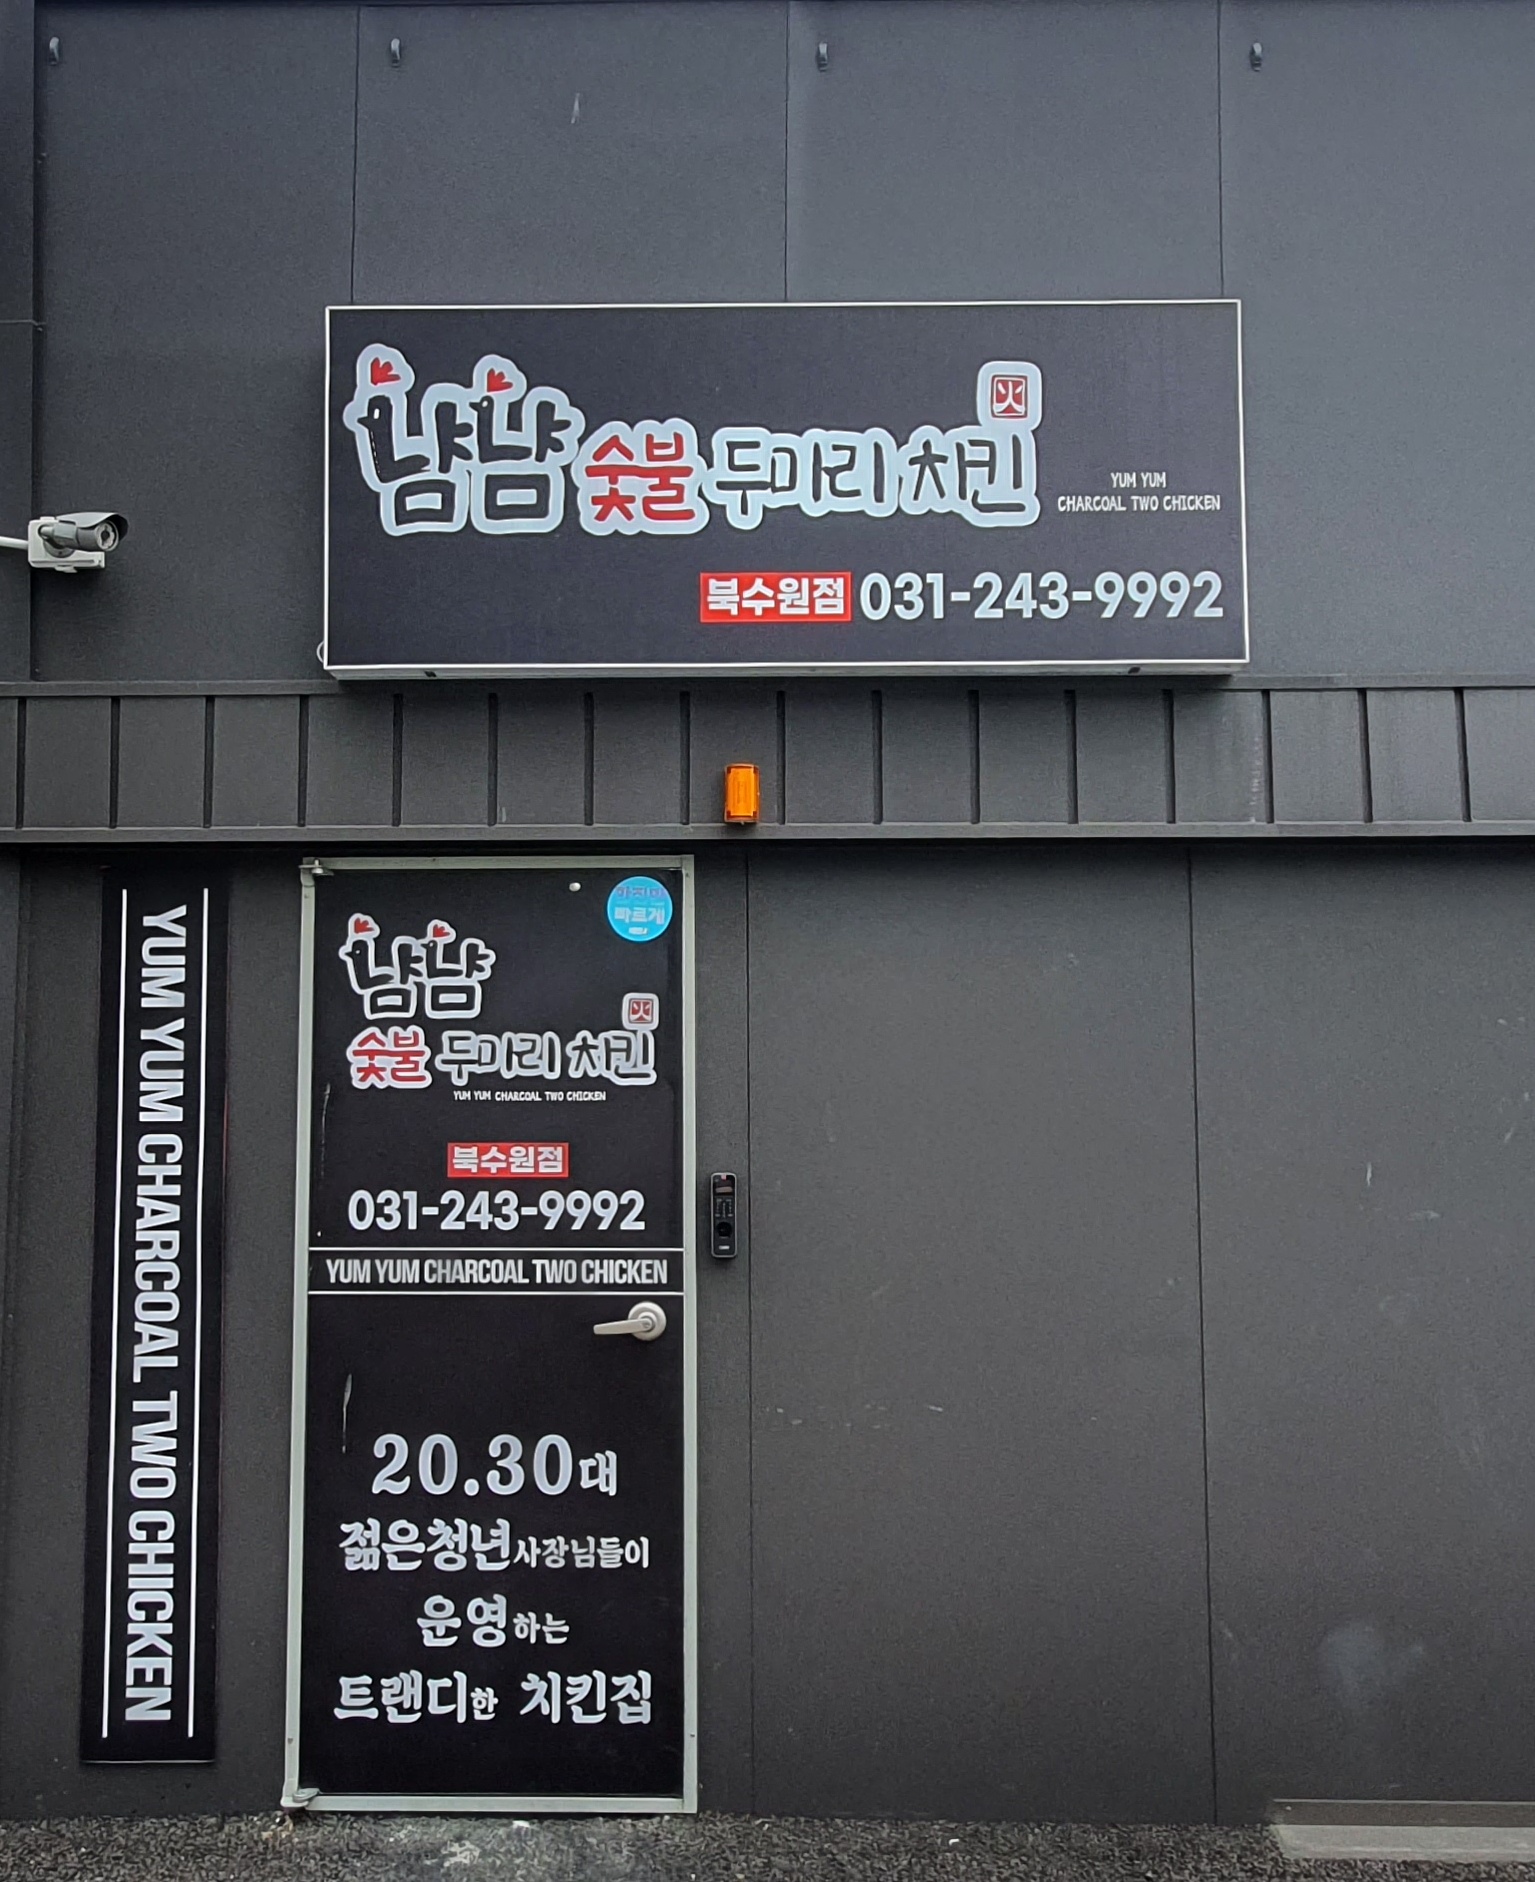 냠냠 숯불 두마리 치킨
火
YUM YUM
CHARCOAL TWO CHICKEN
북수원점 031-243-9992
YUM YUM CHARCOAL TWO CHICKEN
빠르게
냠냠
火
숯불 두마리 치킨
YUM YUM CHARCOAL TWO CHICKEN
북수원점
031-243-9992
YUM YUM CHARCOAL TWO CHICKEN
20.30대
젊은청년사장님들이
운영하는
트랜디한 치킨집